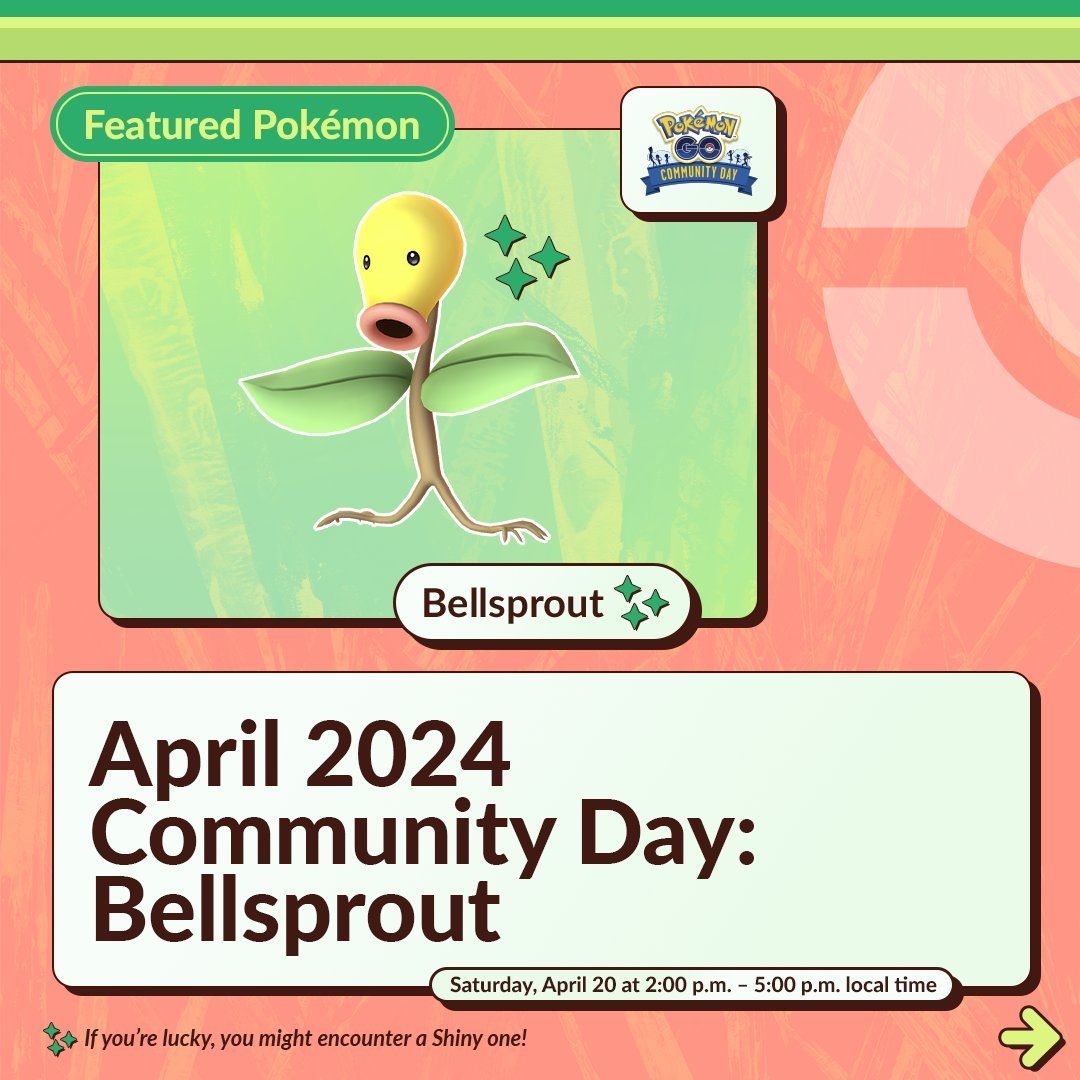 Featured Pokémon
POKéMON
GO
COMMUNITY DAY
Bellsprout
April 2024
Community Day:
Bellsprout
Saturday, April 20 at 2:00 p.m. – 5:00 p.m. local time
If you’re lucky, you might encounter a Shiny one!